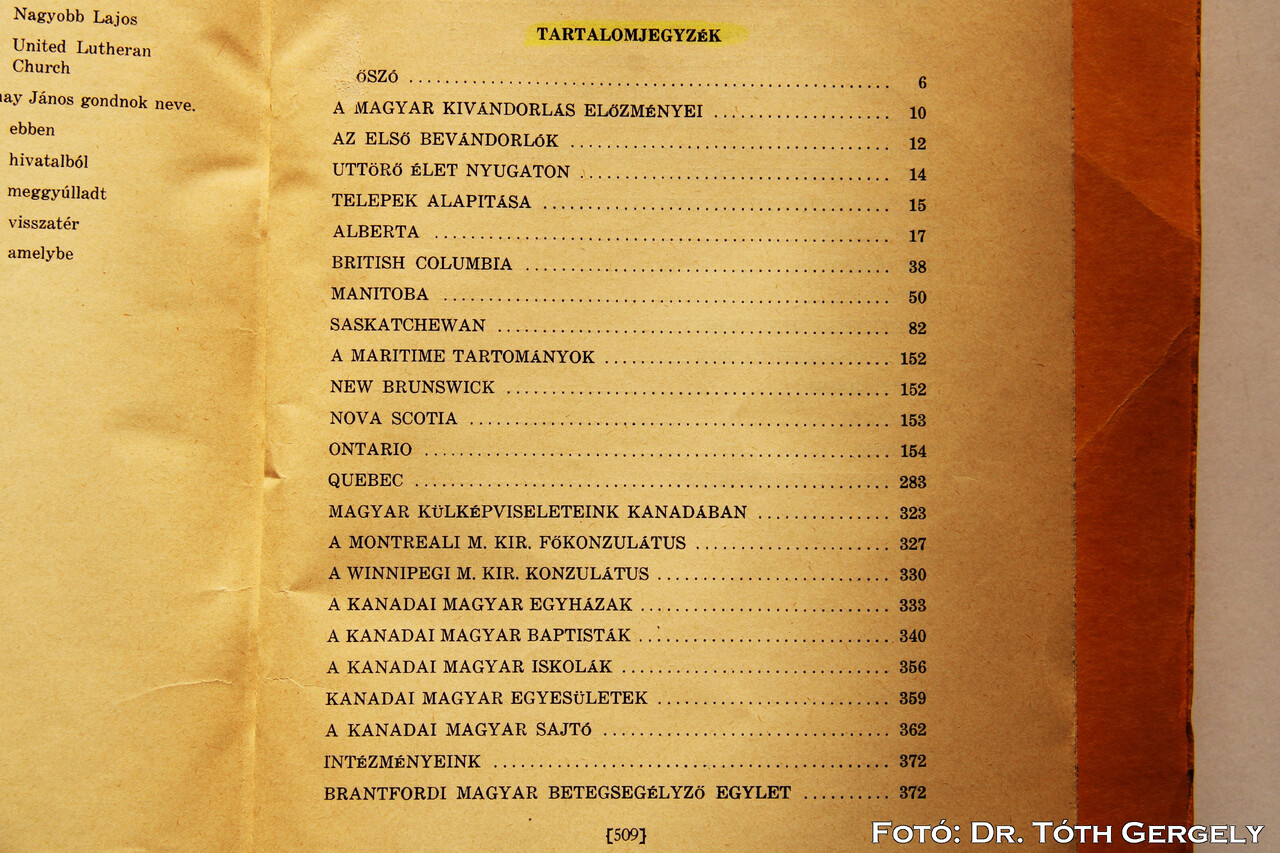 Nagyobb Lajos
United Lutheran
Church
ay János gondnok neve.
ebben
hivatalból
meggyúlladt
visszatér
amelybe
TARTALOMJEGYZÉK
ŐSZÓ ........ 6
A MAGYAR KIVÁNDORLÁS ELŐZMÉNYEI ........ 10
AZ ELSŐ BEVÁNDORLÓK ........ 12
UTTÖRŐ ÉLET NYUGATON ........ 14
TELEPEK ALAPITÁSA ........ 15
ALBERTA ........ 17
BRITISH COLUMBIA ........ 38
MANITOBA ........ 50
SASKATCHEWAN ........ 82
A MARITIME TARTOMÁNYOK ........ 152
NEW BRUNSWICK ........ 152
NOVA SCOTIA ........ 153
ONTARIO ........ 154
QUEBEC ........ 283
MAGYAR KÜLKÉPVISELETEINK KANADÁBAN ........ 323
A MONTREALI M. KIR. FŐKONZULÁTUS ........ 327
A WINNIPEGI M. KIR. KONZULÁTUS ........ 330
A KANADAI MAGYAR EGYHÁZAK ........ 333
A KANADAI MAGYAR BAPTISTÁK ........ 340
A KANADAI MAGYAR ISKOLÁK ........ 356
KANADAI MAGYAR EGYESÜLETEK ........ 359
A KANADAI MAGYAR SAJTÓ ........ 362
INTÉZMÉNYEINK ........ 372
BRANTFORDI MAGYAR BETEGSEGÉLYZŐ EGYLET ........ 372
[509]
FOTÓ: DR. TÓTH GERGELY